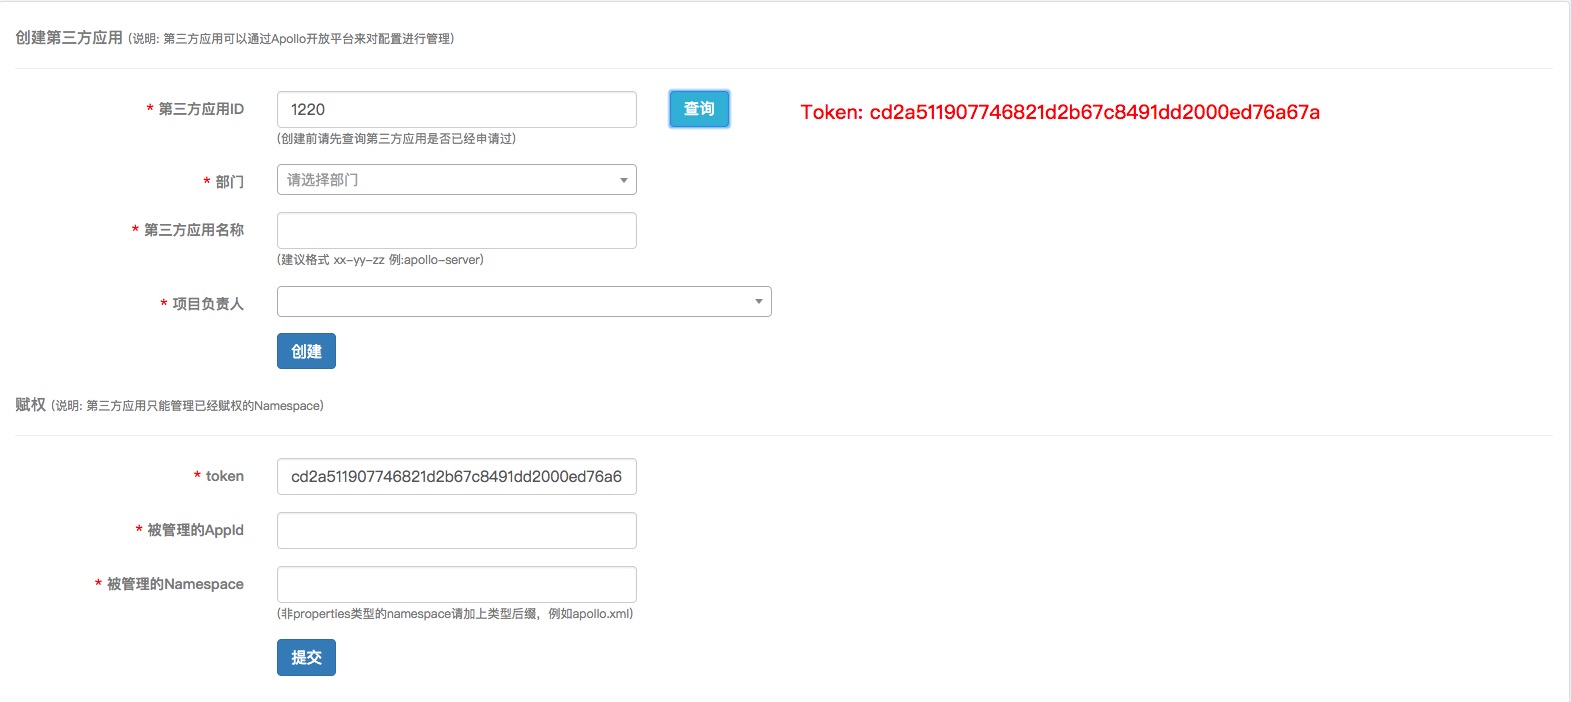 创建第三方应用 (说明: 第三方应用可以通过Apollo开放平台来对配置进行管理)
* 第三方应用ID 1220 查询 Token: cd2a511907746821d2b67c8491dd2000ed76a67a
(创建前请先查询第三方应用是否已经申请过)
* 部门 请选择部门
* 第三方应用名称
(建议格式 xx-yy-zz 例:apollo-server)
* 项目负责人
创建
赋权 (说明: 第三方应用只能管理已经赋权的Namespace)
* token cd2a511907746821d2b67c8491dd2000ed76a6
* 被管理的AppId
* 被管理的Namespace
(非properties类型的namespace请加上类型后缀，例如apollo.xml)
提交